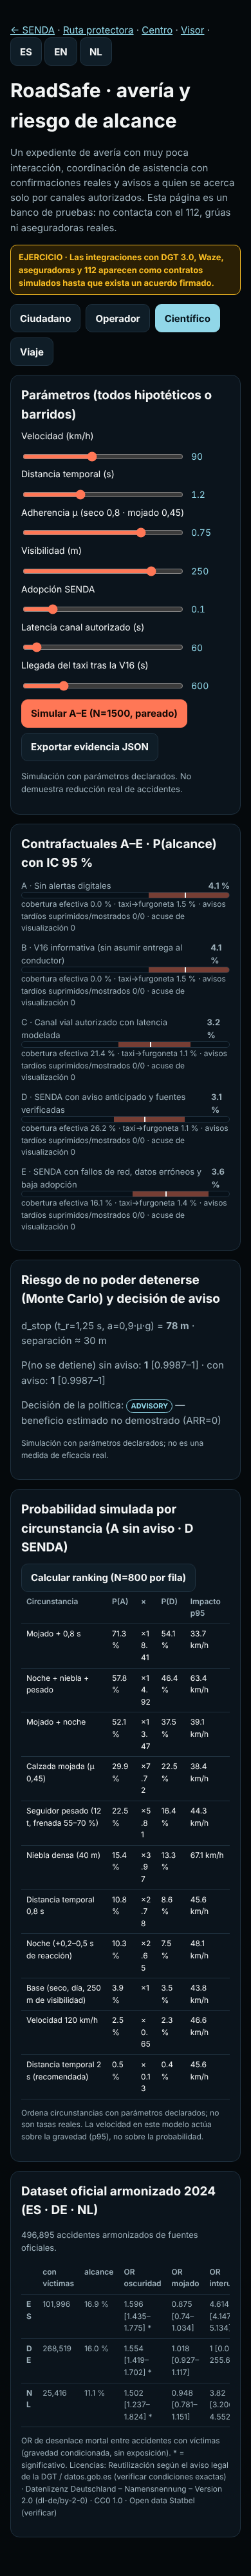 ← SENDA · Ruta protectora · Centro · Visor ·
ES EN NL
RoadSafe · avería y
riesgo de alcance
Un expediente de avería con muy poca
interacción, coordinación de asistencia con
confirmaciones reales y avisos a quien se acerca
solo por canales autorizados. Esta página es un
banco de pruebas: no contacta con el 112, grúas
ni aseguradoras reales.
EJERCICIO · Las integraciones con DGT 3.0, Waze,
aseguradoras y 112 aparecen como contratos
simulados hasta que exista un acuerdo firmado.
Ciudadano Operador Científico
Viaje
Parámetros (todos hipotéticos o
barridos)
Velocidad (km/h)
90
Distancia temporal (s)
1.2
Adherencia μ (seco 0,8 · mojado 0,45)
0.75
Visibilidad (m)
250
Adopción SENDA
0.1
Latencia canal autorizado (s)
60
Llegada del taxi tras la V16 (s)
600
Simular A–E (N=1500, pareado)
Exportar evidencia JSON
Simulación con parámetros declarados. No
demuestra reducción real de accidentes.
Contrafactuales A–E · P(alcance)
con IC 95 %
A · Sin alertas digitales 4.1 %
cobertura efectiva 0.0 % · taxi→furgoneta 1.5 % · avisos
tardíos suprimidos/mostrados 0/0 · acuse de
visualización 0
B · V16 informativa (sin asumir entrega al 4.1
conductor) %
cobertura efectiva 0.0 % · taxi→furgoneta 1.5 % · avisos
tardíos suprimidos/mostrados 0/0 · acuse de
visualización 0
C · Canal vial autorizado con latencia 3.2
modelada %
cobertura efectiva 21.4 % · taxi→furgoneta 1.1 % · avisos
tardíos suprimidos/mostrados 0/0 · acuse de
visualización 0
D · SENDA con aviso anticipado y fuentes 3.1
verificadas %
cobertura efectiva 26.2 % · taxi→furgoneta 1.1 % · avisos
tardíos suprimidos/mostrados 0/0 · acuse de
visualización 0
E · SENDA con fallos de red, datos erróneos y 3.6
baja adopción %
cobertura efectiva 16.1 % · taxi→furgoneta 1.4 % · avisos
tardíos suprimidos/mostrados 0/0 · acuse de
visualización 0
Riesgo de no poder detenerse
(Monte Carlo) y decisión de aviso
d_stop (t_r=1,25 s, a=0,9·μ·g) = 78 m ·
separación ≈ 30 m
P(no se detiene) sin aviso: 1 [0.9987–1] · con
aviso: 1 [0.9987–1]
Decisión de la política: ADVISORY —
beneficio estimado no demostrado (ARR=0)
Simulación con parámetros declarados; no es una
medida de eficacia real.
Probabilidad simulada por
circunstancia (A sin aviso · D
SENDA)
Calcular ranking (N=800 por fila)
Circunstancia P(A) × P(D) Impacto
p95
Mojado + 0,8 s 71.3 ×1 54.1 33.7
% 8. % km/h
41
Noche + niebla + 57.8 ×1 46.4 63.4
pesado % 4. % km/h
92
Mojado + noche 52.1 ×1 37.5 39.1
% 3. % km/h
47
Calzada mojada (μ 29.9 ×7 22.5 38.4
0,45) % .7 % km/h
2
Seguidor pesado (12 22.5 ×5 16.4 44.3
t, frenada 55–70 %) % .8 % km/h
1
Niebla densa (40 m) 15.4 ×3 13.3 67.1 km/h
% .9 %
7
Distancia temporal 10.8 ×2 8.6 45.6
0,8 s % .7 % km/h
8
Noche (+0,2–0,5 s 10.3 ×2 7.5 48.1
de reacción) % .6 % km/h
5
Base (seco, día, 250 3.9 ×1 3.5 43.8
m de visibilidad) % % km/h
Velocidad 120 km/h 2.5 × 2.3 46.6
% 0. % km/h
65
Distancia temporal 2 0.5 × 0.4 45.6
s (recomendada) % 0.1 % km/h
3
Ordena circunstancias con parámetros declarados; no
son tasas reales. La velocidad en este modelo actúa
sobre la gravedad (p95), no sobre la probabilidad.
Dataset oficial armonizado 2024
(ES · DE · NL)
496,895 accidentes armonizados de fuentes
oficiales.
con alcance OR OR OR
víctimas oscuridad mojado
E 101,996 16.9 % 1.596 0.875 4.614
S [1.435– [0.74–
1.775] * 1.034] 5.134]
D 268,519 16.0 % 1.554 1.018 1 [0.0
E [1.419– [0.927– 255.6
1.702] * 1.117]
N 25,416 11.1 % 1.502 0.948 3.82
L [1.237– [0.781–
1.824] * 1.151] 4.552
OR de desenlace mortal entre accidentes con víctimas
(gravedad condicionada, sin exposición). * =
significativo. Licencias: Reutilización según el aviso legal
de la DGT / datos.gob.es (verificar condiciones exactas)
· Datenlizenz Deutschland – Namensnennung – Version
2.0 (dl-de/by-2-0) · CC0 1.0 · Open data Statbel
(verificar)